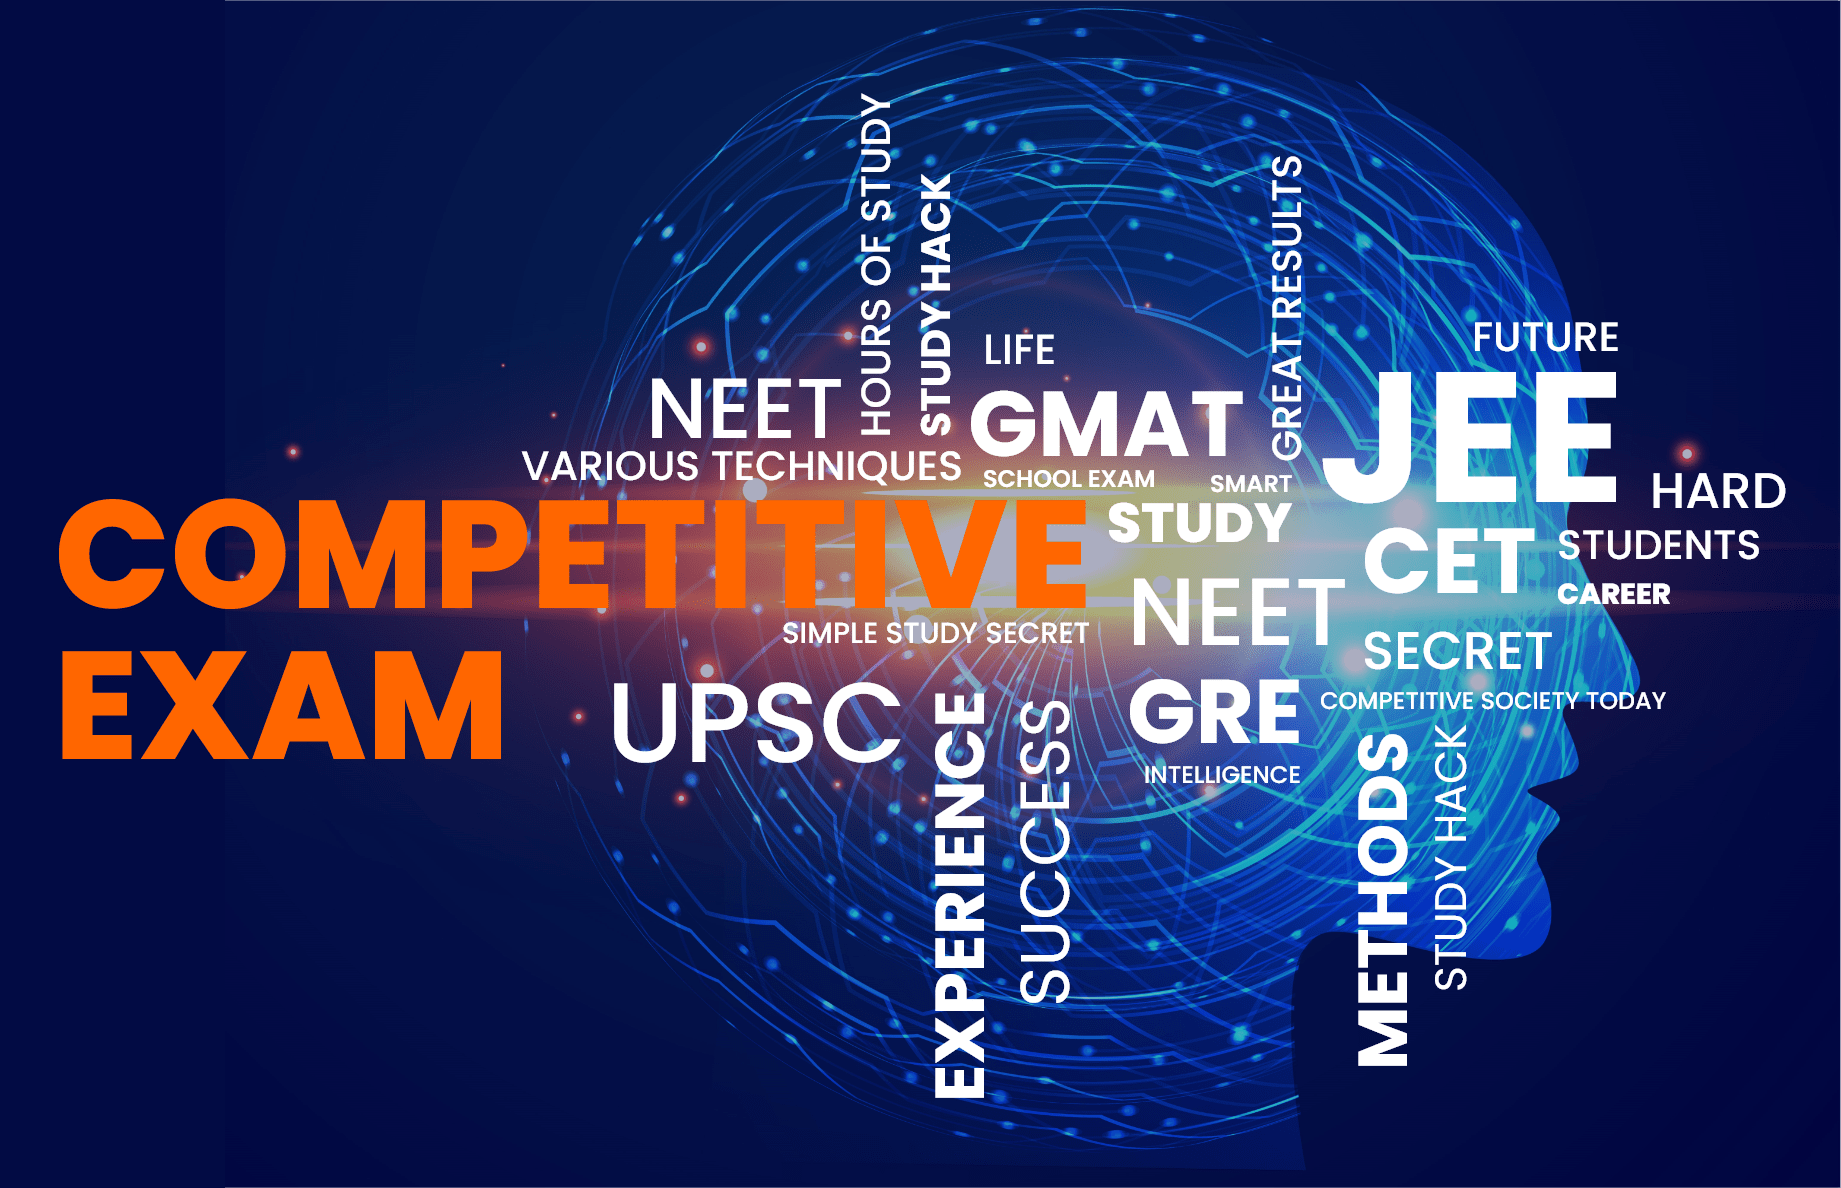 HOURS OF STUDY
STUDY HACK
GREAT RESULTS
LIFE
FUTURE
NEET
GMAT
JEE
VARIOUS TECHNIQUES
SCHOOL EXAM
SMART
HARD
COMPETITIVE
STUDY
CET
STUDENTS
CAREER
NEET
SIMPLE STUDY SECRET
SECRET
EXAM
UPSC
GRE
COMPETITIVE SOCIETY TODAY
INTELLIGENCE
EXPERIENCE
SUCCESS
METHODS
STUDY HACK